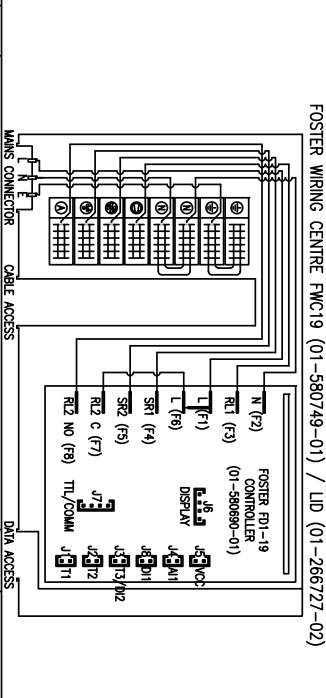 FOSTER WIRING CENTRE FWC19 (01-580749-01) / LID (01-266727-02)
MAINS CONNECTOR
L
N
E
CABLE ACCESS
DATA ACCESS
N
N
N (F2)
RL1 (F3)
L (F1)
L (F6)
SR1 (F4)
SR2 (F5)
RL2 C (F7)
RL2 NO (F8)
FOSTER FD1-19
CONTROLLER
(01-580690-01)
J6
DISPLAY
J7
TTL/COMM
J5 VCC
J4 AI1
J8 DI1
J3 T3/DI2
J2 T2
J1 T1